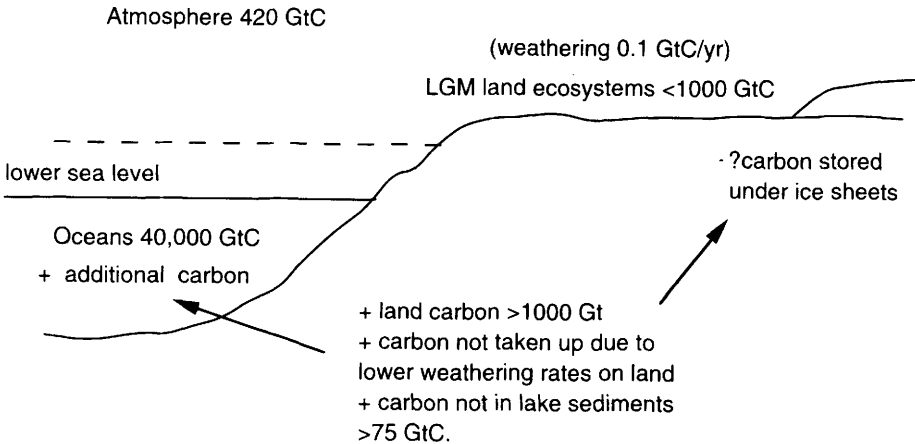 Atmosphere 420 GtC
(weathering 0.1 GtC/yr)
LGM land ecosystems <1000 GtC
lower sea level
?carbon stored
under ice sheets
Oceans 40,000 GtC
+ additional carbon
+ land carbon >1000 Gt
+ carbon not taken up due to
lower weathering rates on land
+ carbon not in lake sediments
>75 GtC.